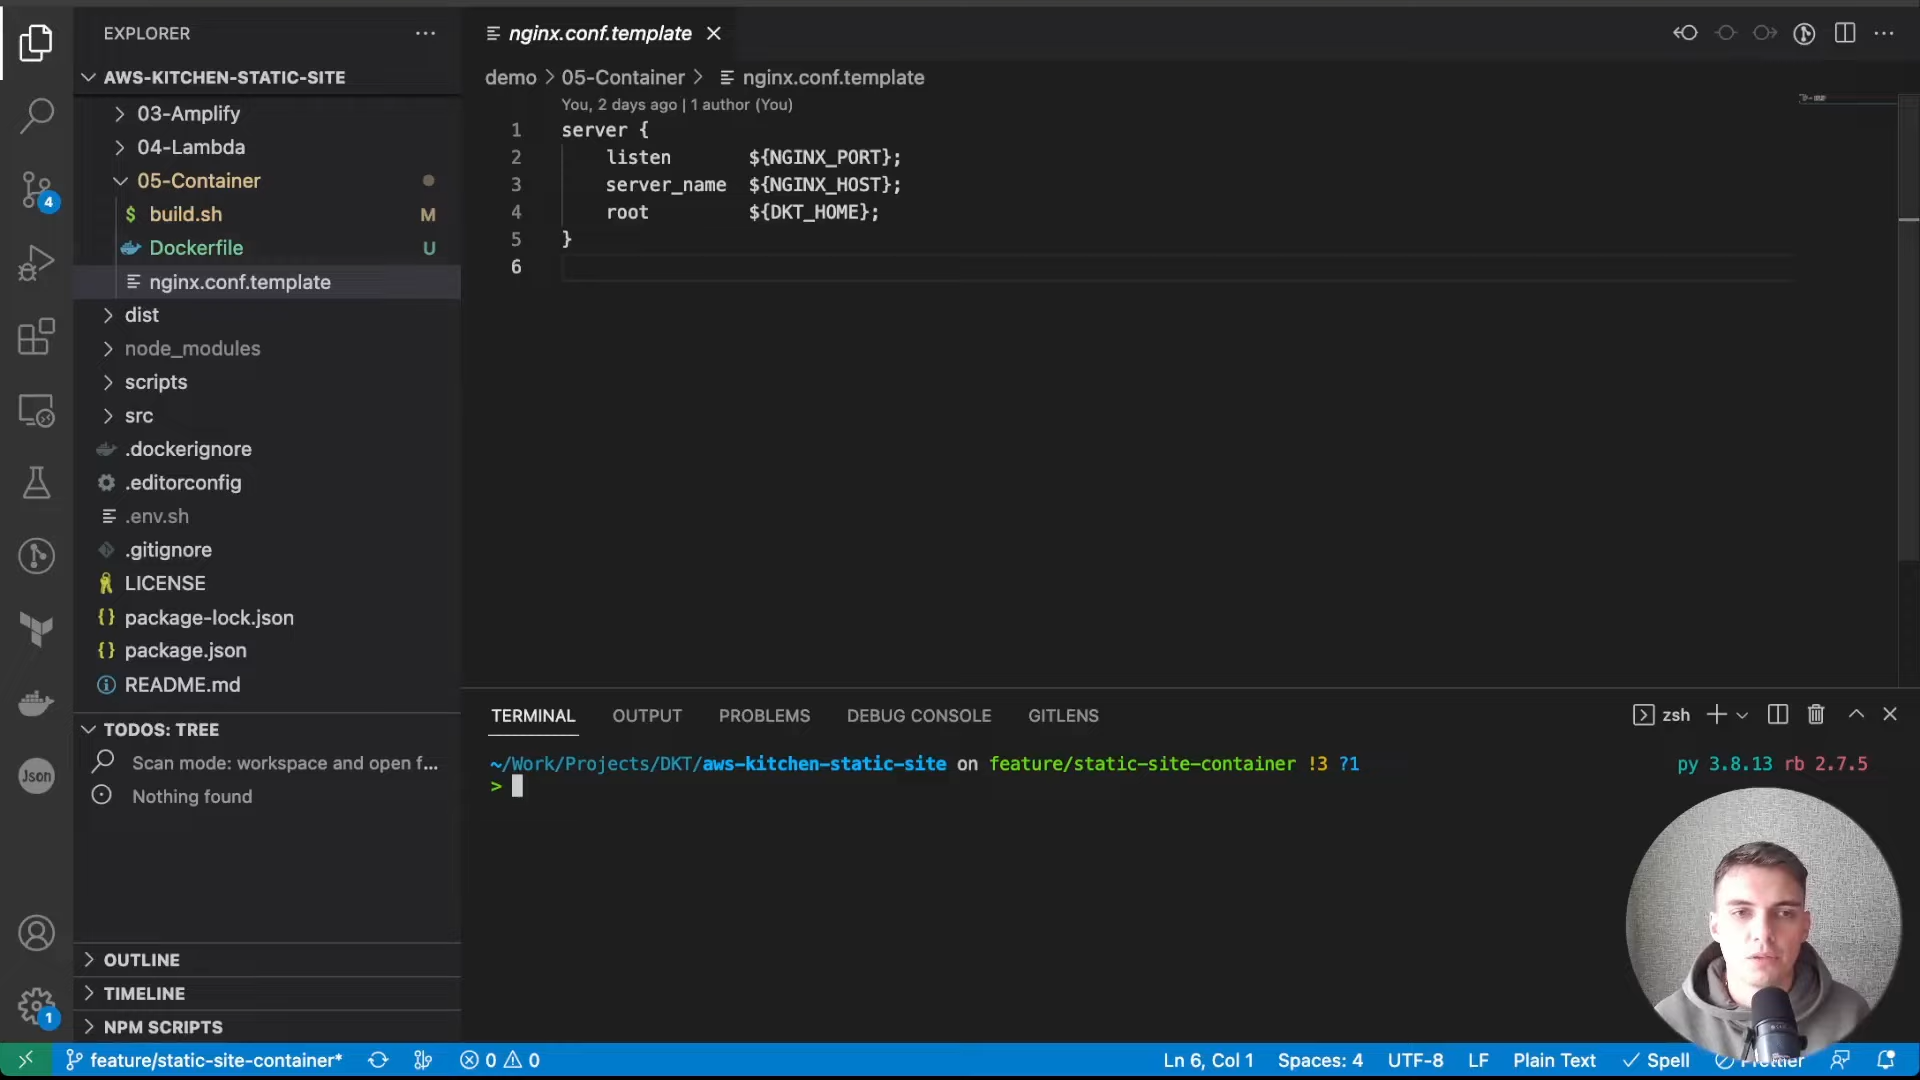 EXPLORER
AWS-KITCHEN-STATIC-SITE
03-Amplify
04-Lambda
05-Container
$ build.sh M
Dockerfile U
nginx.conf.template
dist
node_modules
scripts
src
.dockerignore
.editorconfig
.env.sh
.gitignore
LICENSE
{} package-lock.json
{} package.json
README.md
TODOS: TREE
Scan mode: workspace and open f...
Nothing found
OUTLINE
TIMELINE
NPM SCRIPTS
4
Json
1
nginx.conf.template
demo > 05-Container > nginx.conf.template
You, 2 days ago | 1 author (You)
1 server {
2 listen ${NGINX_PORT};
3 server_name ${NGINX_HOST};
4 root ${DKT_HOME};
5 }
6
TERMINAL OUTPUT PROBLEMS DEBUG CONSOLE GITLENS
zsh
~/Work/Projects/DKT/aws-kitchen-static-site on feature/static-site-container !3 ?1 py 3.8.13 rb 2.7.5
>
feature/static-site-container* 0 0 Ln 6, Col 1 Spaces: 4 UTF-8 LF Plain Text Spell